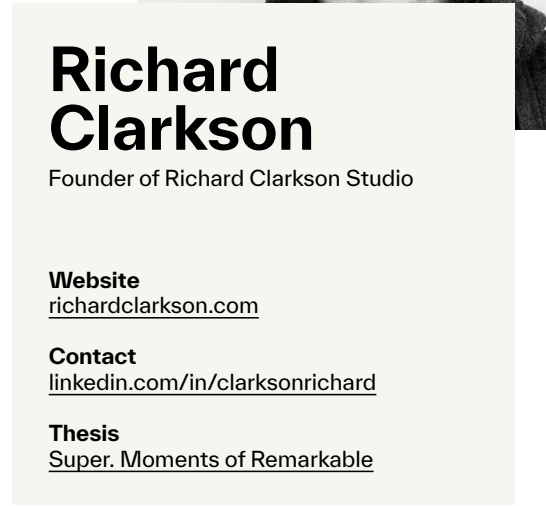 Richard
Clarkson
Founder of Richard Clarkson Studio
Website
richardclarkson.com
Contact
linkedin.com/in/clarksonrichard
Thesis
Super. Moments of Remarkable